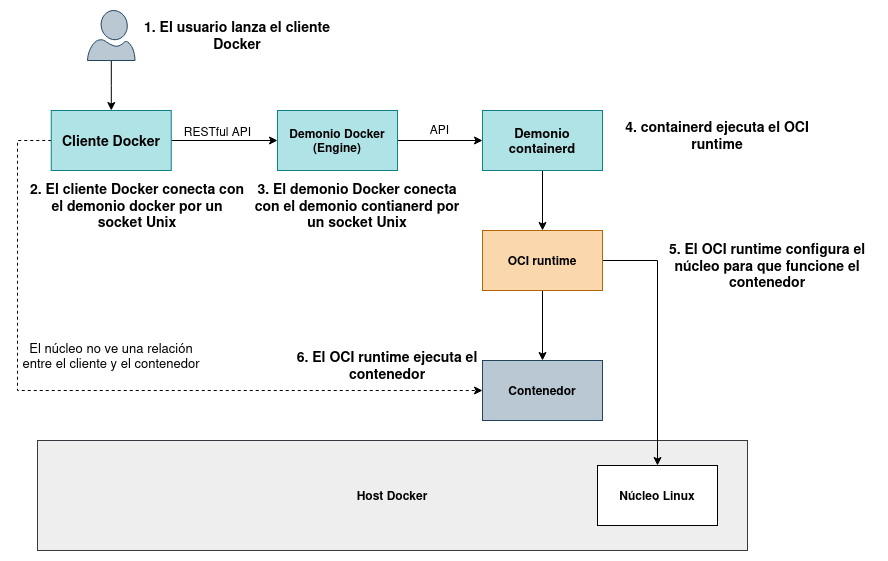 1. El usuario lanza el cliente
Docker
Cliente Docker
RESTful API
Demonio Docker
(Engine)
API
Demonio
containerd
4. containerd ejecuta el OCI
runtime
2. El cliente Docker conecta con
el demonio docker por un
socket Unix
3. El demonio Docker conecta
con el demonio contianerd por
un socket Unix
OCI runtime
5. El OCI runtime configura el
núcleo para que funcione el
contenedor
El núcleo no ve una relación
entre el cliente y el contenedor
6. El OCI runtime ejecuta el
contenedor
Contenedor
Host Docker
Núcleo Linux